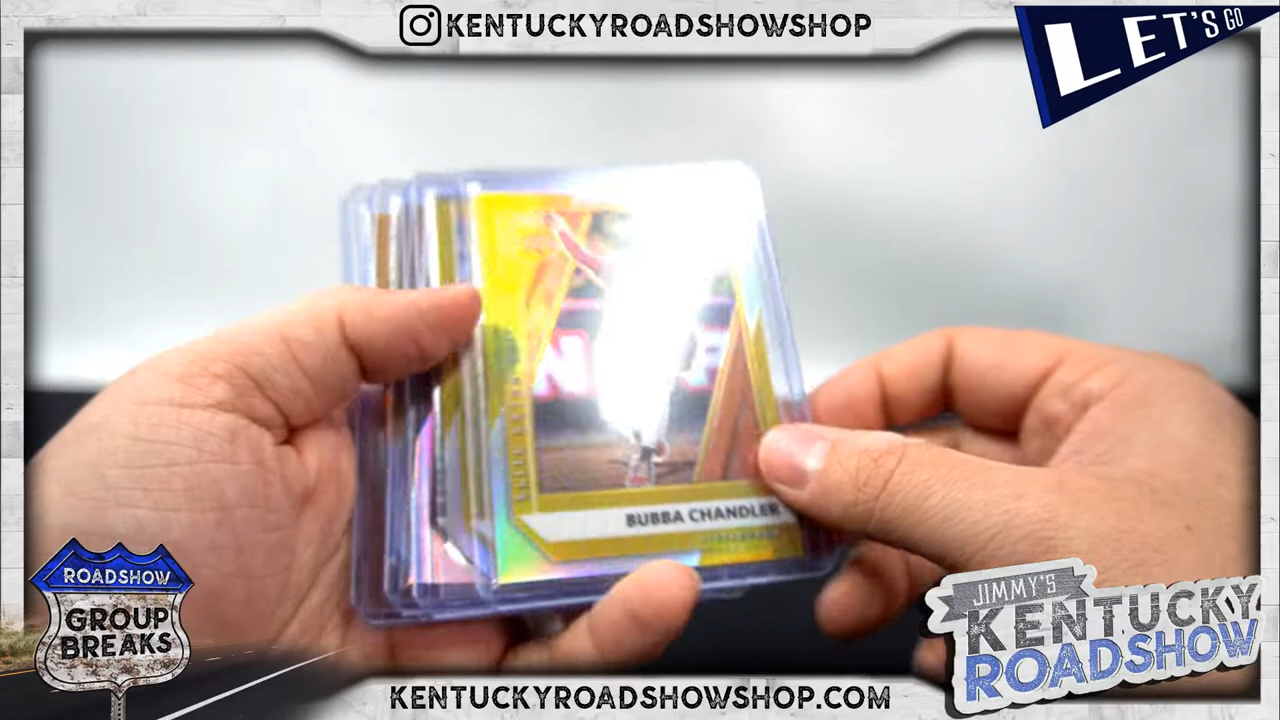 KENTUCKYROADSHOWSHOP
LET'S GO
BUBBA CHANDLER
ROADSHOW
GROUP
BREAKS
JIMMY'S
KENTUCKY
ROADSHOW
KENTUCKYROADSHOWSHOP.COM